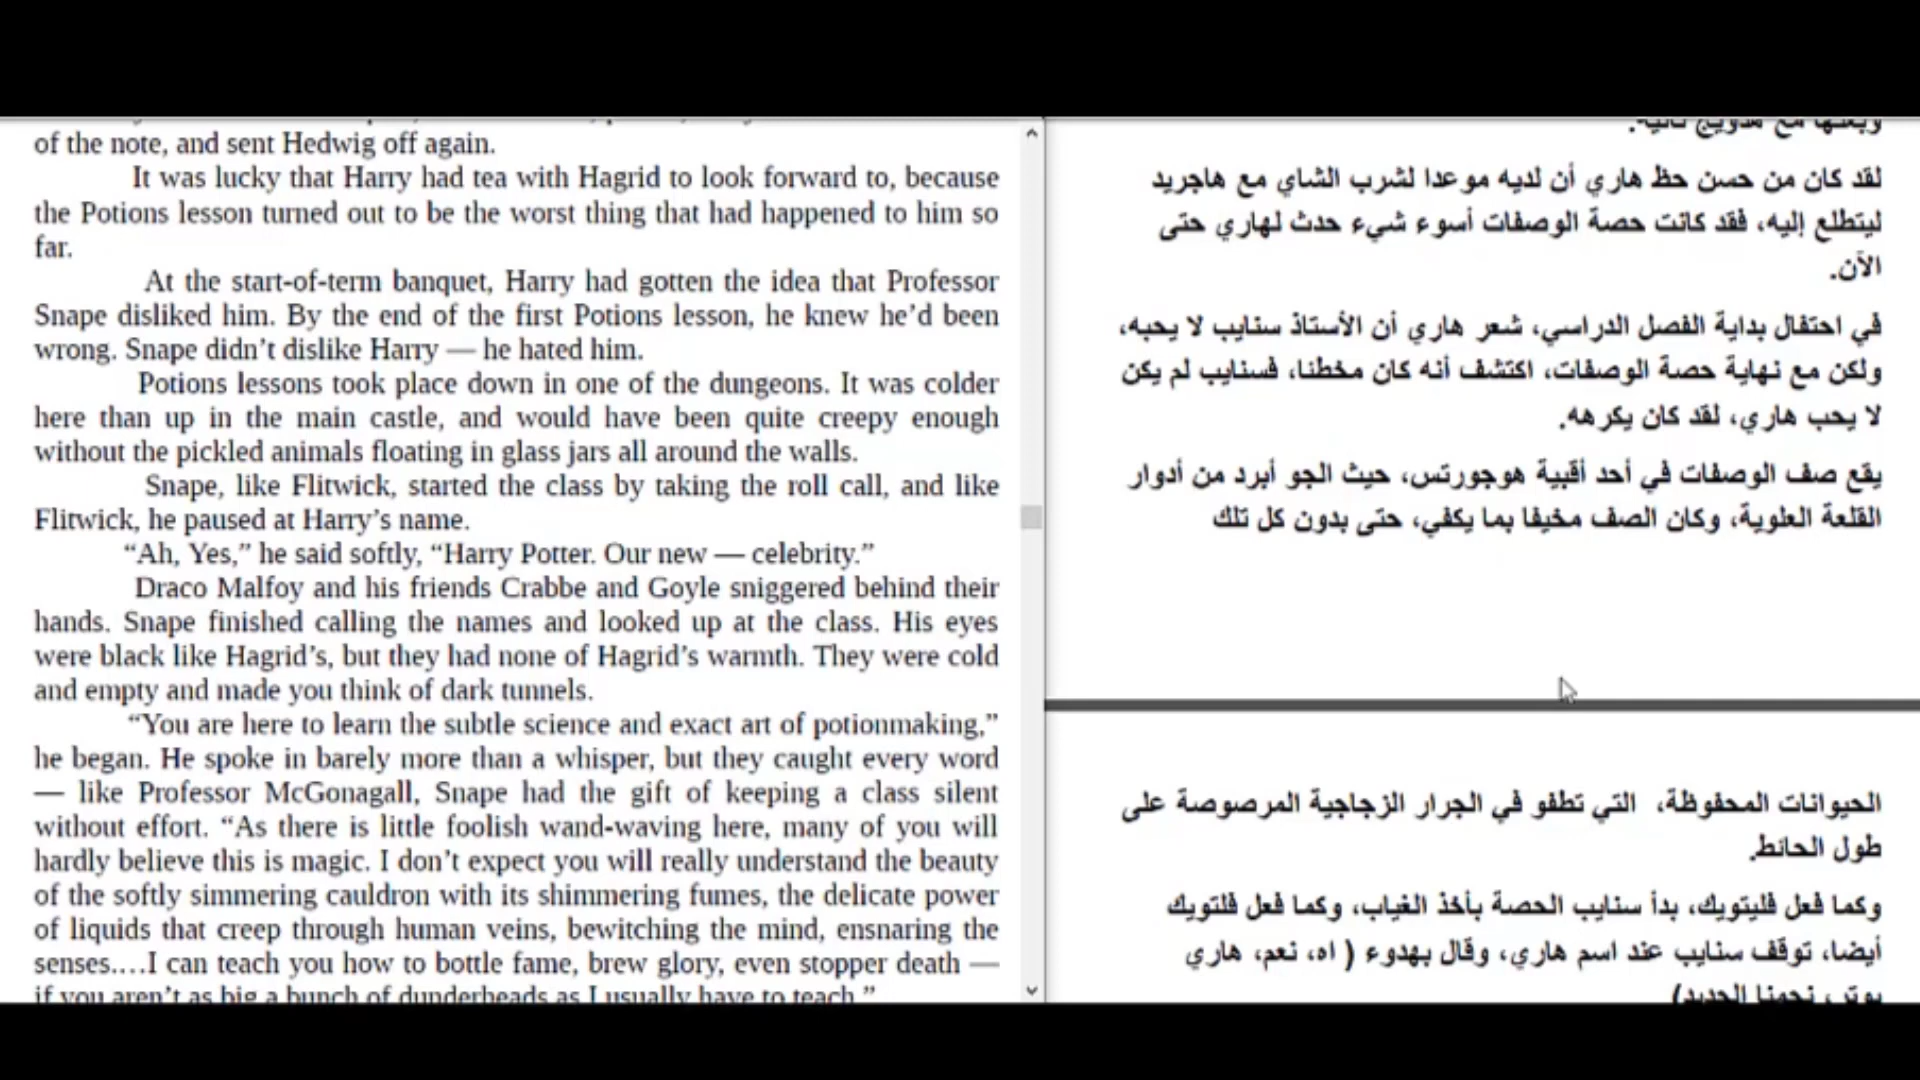 of the note, and sent Hedwig off again.
It was lucky that Harry had tea with Hagrid to look forward to, because
the Potions lesson turned out to be the worst thing that had happened to him so
far.
At the start-of-term banquet, Harry had gotten the idea that Professor
Snape disliked him. By the end of the first Potions lesson, he knew he’d been
wrong. Snape didn’t dislike Harry — he hated him.
Potions lessons took place down in one of the dungeons. It was colder
here than up in the main castle, and would have been quite creepy enough
without the pickled animals floating in glass jars all around the walls.
Snape, like Flitwick, started the class by taking the roll call, and like
Flitwick, he paused at Harry’s name.
“Ah, Yes,” he said softly, “Harry Potter. Our new — celebrity.”
Draco Malfoy and his friends Crabbe and Goyle sniggered behind their
hands. Snape finished calling the names and looked up at the class. His eyes
were black like Hagrid’s, but they had none of Hagrid’s warmth. They were cold
and empty and made you think of dark tunnels.
“You are here to learn the subtle science and exact art of potionmaking,”
he began. He spoke in barely more than a whisper, but they caught every word
— like Professor McGonagall, Snape had the gift of keeping a class silent
without effort. “As there is little foolish wand-waving here, many of you will
hardly believe this is magic. I don’t expect you will really understand the beauty
of the softly simmering cauldron with its shimmering fumes, the delicate power
of liquids that creep through human veins, bewitching the mind, ensnaring the
senses.…I can teach you how to bottle fame, brew glory, even stopper death —
if you aren’t as big a bunch of dunderheads as I usually have to teach.”
وبعثها مع هدويج ثانية.
لقد كان من حسن حظ هاري أن لديه موعدا لشرب الشاي مع هاجريد
ليتطلع إليه، فقد كانت حصة الوصفات أسوء شيء حدث لهاري حتى
الآن.
في احتفال بداية الفصل الدراسي، شعر هاري أن الأستاذ سنايب لا يحبه،
ولكن مع نهاية حصة الوصفات، اكتشف أنه كان مخطنا، فسنايب لم يكن
لا يحب هاري، لقد كان يكرهه.
يقع صف الوصفات في أحد أقبية هوجورتس، حيث الجو أبرد من أدوار
القلعة العلوية، وكان الصف مخيفا بما يكفي، حتى بدون كل تلك
الحيوانات المحفوظة، التي تطفو في الجرار الزجاجية المرصوصة على
طول الحائط.
وكما فعل فليتويك، بدأ سنايب الحصة بأخذ الغياب، وكما فعل فلتويك
أيضا، توقف سنايب عند اسم هاري، وقال بهدوء ( اه، نعم، هاري
بوتر، نجمنا الجديد)